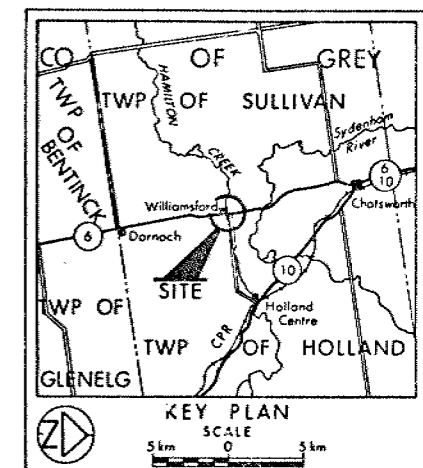 CO OF GREY
TWP OF SULLIVAN
TWP OF BENTINCK
HAMILTON CREEK
Sydenham River
6 10
Chatsworth
Williamsford
6
Dornoch
SITE
10
Holland Centre
TWP OF GLENELG
CPR
TWP OF HOLLAND
Z
KEY PLAN
SCALE
5 km 0 5 km